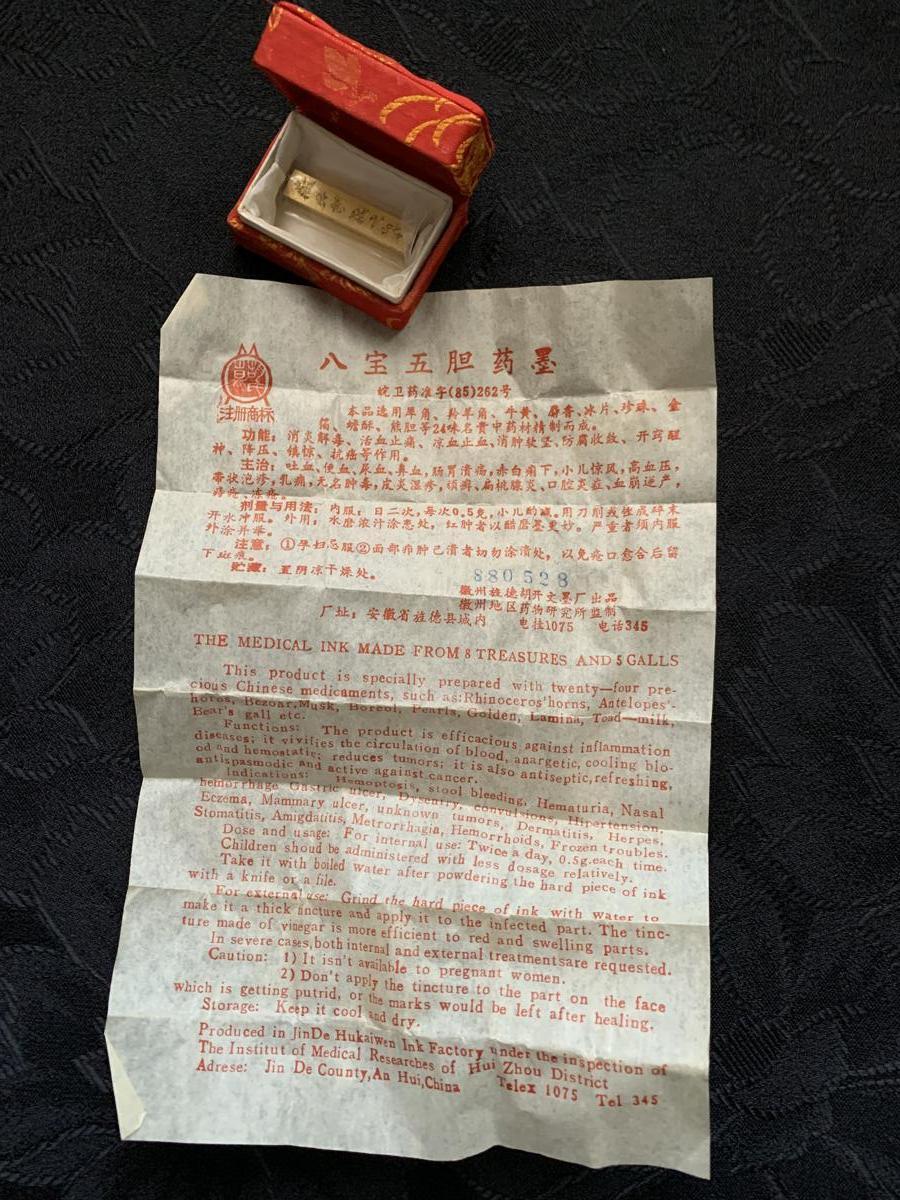 八宝五胆药墨
注册商标
皖卫药准字(85)262号
本品选用犀角、羚羊角、牛黄、麝香、冰片、珍珠、金
箔、蟾酥、熊胆等24味名贵中药材精制而成。
功能：消炎解毒、活血止痛、凉血止血、消肿软坚、防腐收敛、开窍醒
神、降压、镇惊、抗癌等作用。
主治：吐血、便血、尿血、鼻血，肠胃溃疡，赤白痢下，小儿惊风，高血压，
带状泡疹，乳痈，无名肿毒，皮炎湿疹，顽癣、扁桃腺炎、口腔炎症、血崩逆产，
痔疮、冻疮。
剂量与用法：内服：日二次，每次0.5克，小儿酌减。用刀刮或锉成碎末
开水冲服。外用：水磨浓汁涂患处，红肿者以醋磨墨更妙。严重者须内服
外涂并举。
注意：①孕妇忌服②面部痈肿已溃者切勿涂溃处，以免疮口愈合后留
下斑痕。
贮藏：置阴凉干燥处。
880528
徽州旌德胡开文墨厂出品
徽州地区药物研究所监制
厂址：安徽省旌德县城内 电挂1075 电话345
THE MEDICAL INK MADE FROM 8 TREASURES AND 5 GALLS
This product is specially prepared with twenty—four pre-
cious Chinese medicaments, such as:Rhinoceros'horns, Antelopes'-
horos, Bezoar,Musk, Boreol, Pearls, Golden, Lamina, Toad—milk,
Bear's gall etc.
Functions: The product is efficacious against inflammation
diseases; it vivifies the circulation of blood, anargetic, cooling blo-
od and hemostatic; reduces tumors; it is also antiseptic,refreshing,
antispasmodic and active against cancer.
Indications: Hemoptosis, stool bleeding, Hematuria, Nasal
hemorrhage Gastric ulcer, Dysentry, convulsions, Hipertension,
Eczema, Mammary ulcer, unknown tumors, Dermatitis, Herpes,
Stomatitis, Amigdatitis, Metrorrhagia, Hemorrhoids, Frozen troubles.
Dose and usage: For internal use: Twice a day, 0.5g.each time.
Children shoud be administered with less dosage relatively.
Take it with boiled water after powdering the hard piece of ink
with a knife or a file.
For external use: Grind the hard piece of ink with water to
make it a thick tincture and apply it to the infected part. The tinc-
ture made of vinegar is more efficient to red and swelling parts.
In severe cases,both internal and external treatmentsare requested.
Caution: 1) It isn't available to pregnant women.
2) Don't apply the tincture to the part on the face
which is getting putrid, or the marks would be left after healing,
Storage: Keep it cool and dry.
Produced in JinDe Hukaiwen Ink Factory under the inspection of
The Institut of Medical Researches of Hui Zhou District
Adrese: Jin De County,An Hui,China Telex 1075 Tel 345